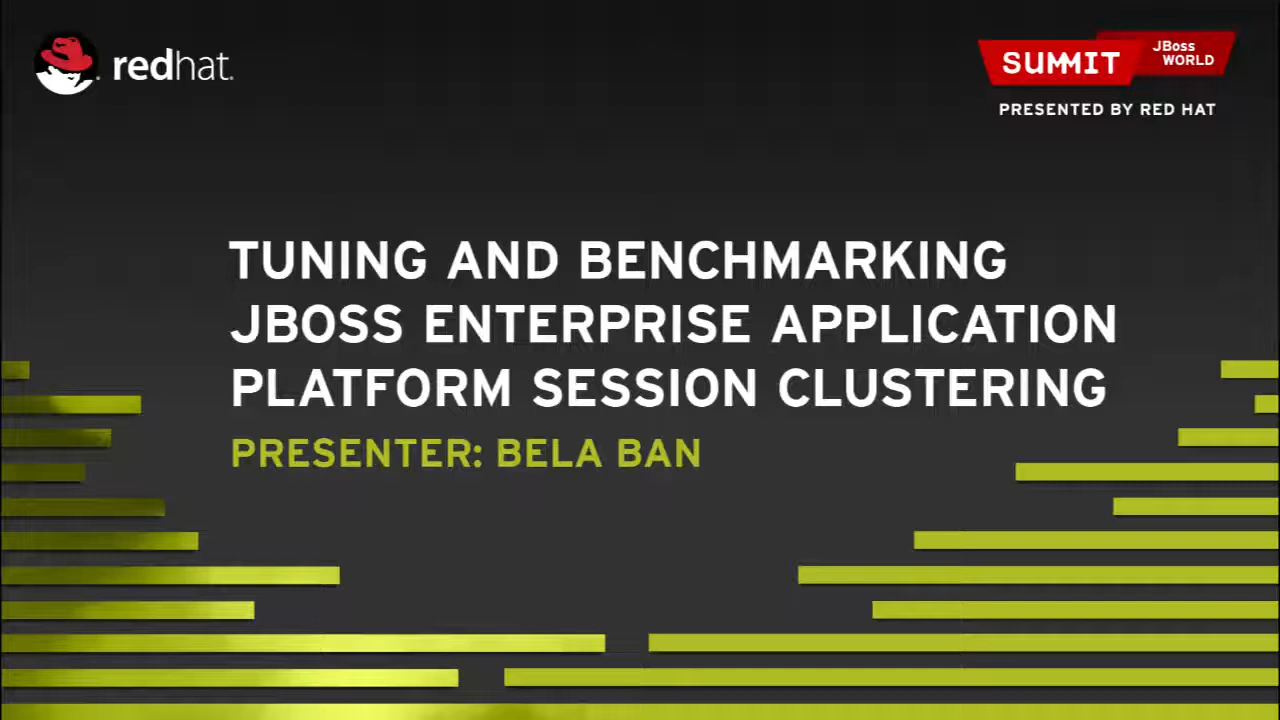 redhat.
SUMMIT
JBoss
WORLD
PRESENTED BY RED HAT
TUNING AND BENCHMARKING
JBOSS ENTERPRISE APPLICATION
PLATFORM SESSION CLUSTERING
PRESENTER: BELA BAN